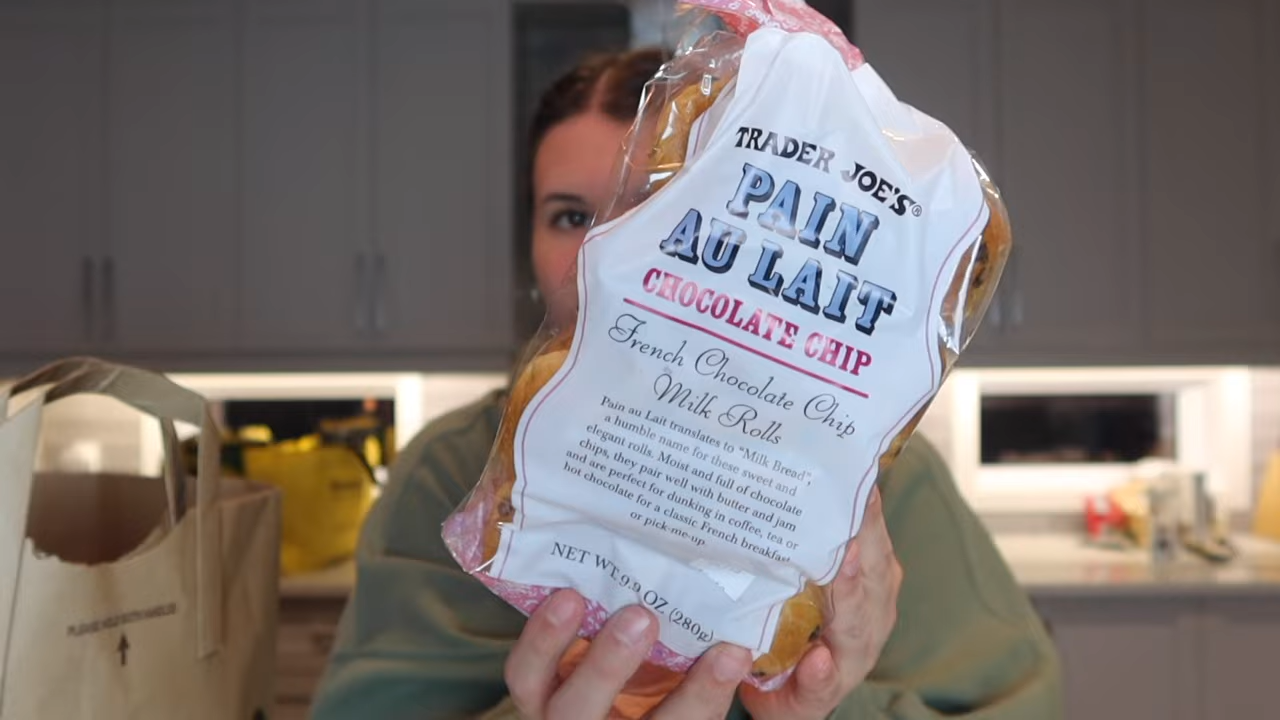 TRADER JOE'S®
PAIN
AU LAIT
CHOCOLATE CHIP
French Chocolate Chip
Milk Rolls
Pain au Lait translates to "Milk Bread",
a humble name for these sweet and
elegant rolls. Moist and full of chocolate
chips, they pair well with butter and jam
and are perfect for dunking in coffee, tea or
hot chocolate for a classic French breakfast
or pick-me-up.
NET WT. 9.9 OZ (280g)
PLEASE HOLD BOTH HANDLES